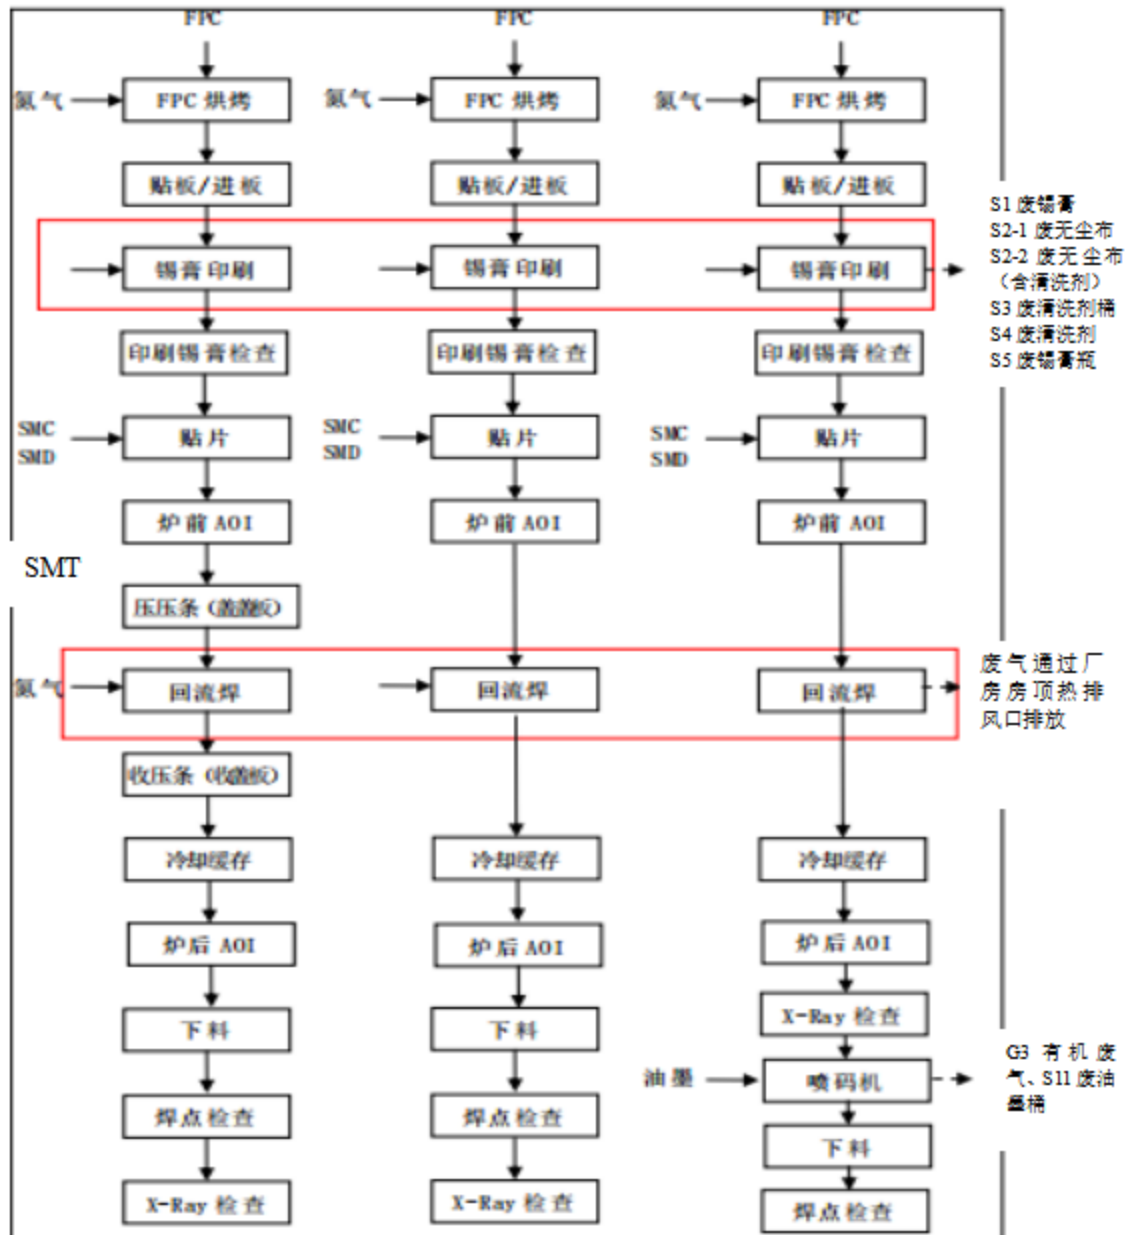 FPC FPC FPC
氮气 FPC 烘烤 氮气 FPC 烘烤 氮气 FPC 烘烤
贴板/进板 贴板/进板 贴板/进板
S1 废锡膏
S2-1 废无尘布
S2-2 废无尘布
（含清洗剂）
S3 废清洗剂桶
S4 废清洗剂
S5 废锡膏瓶
锡膏印刷 锡膏印刷 锡膏印刷
印刷锡膏检查 印刷锡膏检查 印刷锡膏检查
SMC SMC SMC
SMD SMD SMD
贴片 贴片 贴片
炉前 AOI 炉前 AOI 炉前 AOI
SMT
压压条（盖盖板）
氮气 回流焊 回流焊 回流焊
废气通过厂
房房顶热排
风口排放
收压条（收盖板）
冷却缓存 冷却缓存 冷却缓存
炉后 AOI 炉后 AOI 炉后 AOI
下料 下料 X-Ray 检查
油墨 喷码机
G3 有机废
气、S11 废油
墨桶
焊点检查 焊点检查 下料
X-Ray 检查 X-Ray 检查 焊点检查